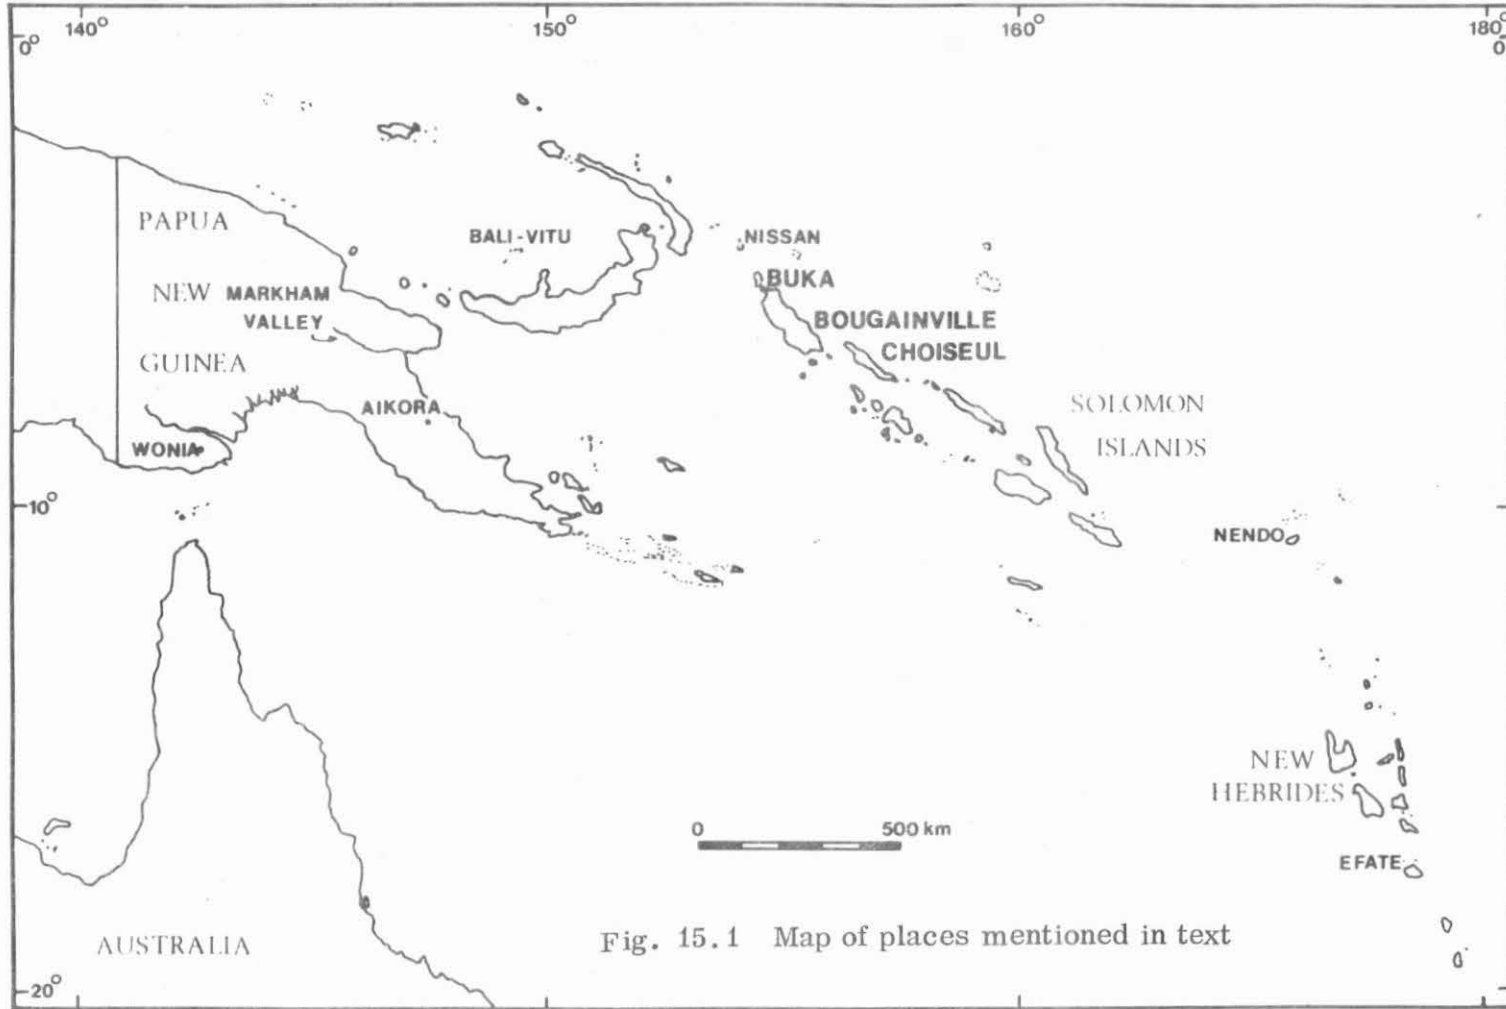 140° 150° 160° 180°
0° 0
PAPUA
BALI-VITU NISSAN
BUKA
NEW MARKHAM
VALLEY
BOUGAINVILLE
CHOISEUL
GUINEA
AIKORA
SOLOMON
ISLANDS
WONIA
10°
NENDO
NEW
HEBRIDES
0 500 km
EFATE
AUSTRALIA
Fig. 15.1 Map of places mentioned in text
20°